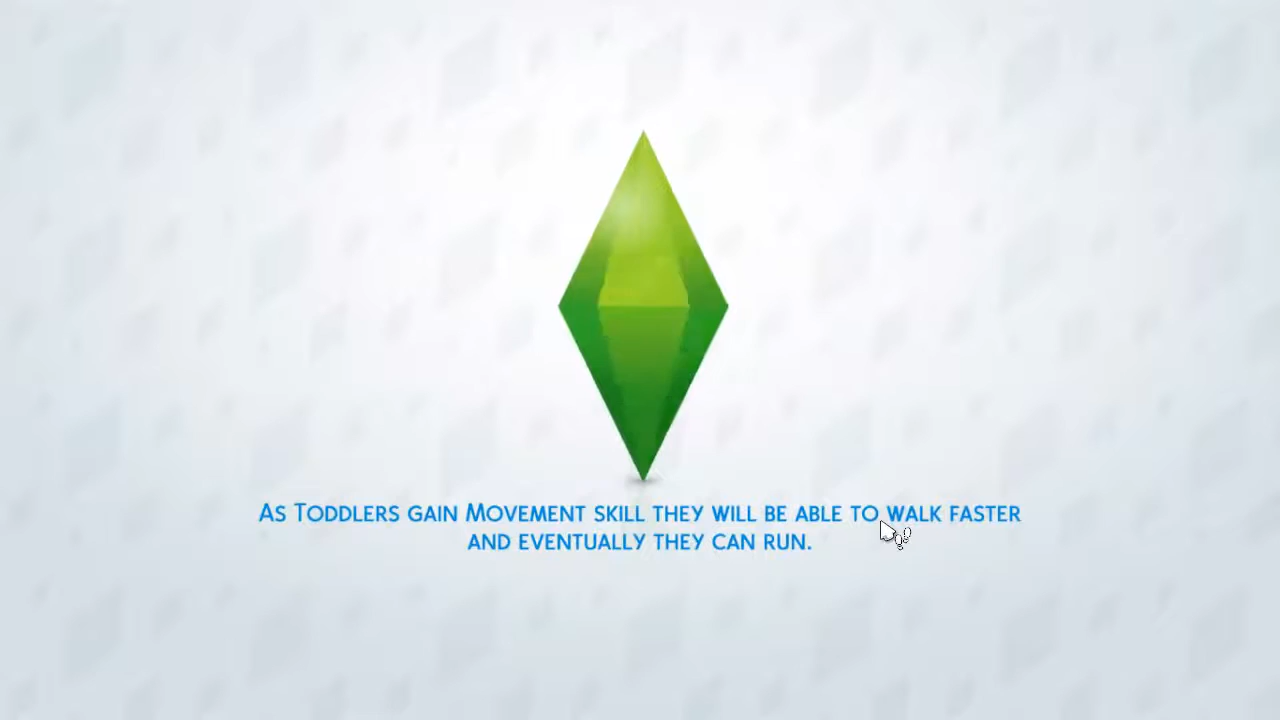 As Toddlers gain Movement skill they will be able to walk faster
and eventually they can run.